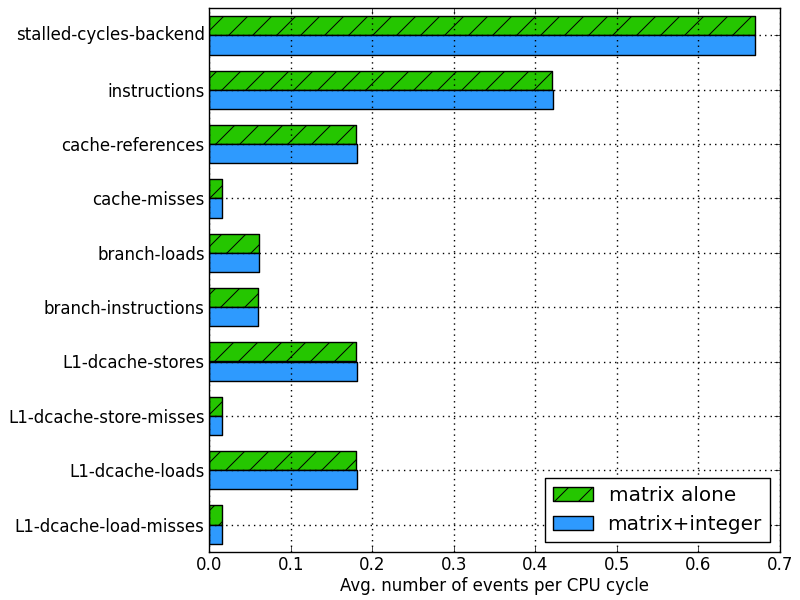 stalled-cycles-backend
instructions
cache-references
cache-misses
branch-loads
branch-instructions
L1-dcache-stores
L1-dcache-store-misses
L1-dcache-loads
L1-dcache-load-misses
matrix alone
matrix+integer
0.0 0.1 0.2 0.3 0.4 0.5 0.6 0.7
Avg. number of events per CPU cycle